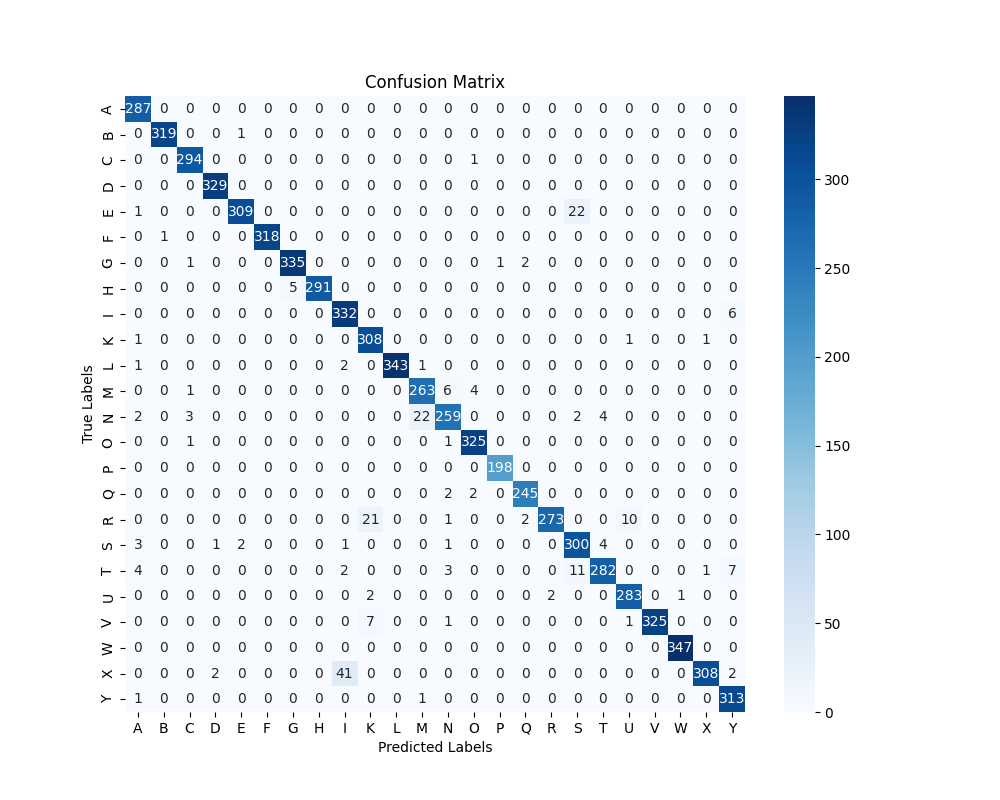 Confusion Matrix
A 287 0 0 0 0 0 0 0 0 0 0 0 0 0 0 0 0 0 0 0 0 0 0 0
B 0 319 0 0 1 0 0 0 0 0 0 0 0 0 0 0 0 0 0 0 0 0 0 0
C 0 0 294 0 0 0 0 0 0 0 0 0 0 1 0 0 0 0 0 0 0 0 0 0
D 0 0 0 329 0 0 0 0 0 0 0 0 0 0 0 0 0 0 0 0 0 0 0 0
E 1 0 0 0 309 0 0 0 0 0 0 0 0 0 0 0 0 22 0 0 0 0 0 0
F 0 1 0 0 0 318 0 0 0 0 0 0 0 0 0 0 0 0 0 0 0 0 0 0
G 0 0 1 0 0 0 335 0 0 0 0 0 0 0 1 2 0 0 0 0 0 0 0 0
H 0 0 0 0 0 0 5 291 0 0 0 0 0 0 0 0 0 0 0 0 0 0 0 0
I 0 0 0 0 0 0 0 0 332 0 0 0 0 0 0 0 0 0 0 0 0 0 0 6
K 1 0 0 0 0 0 0 0 0 308 0 0 0 0 0 0 0 0 0 1 0 0 1 0
L 1 0 0 0 0 0 0 0 2 0 343 1 0 0 0 0 0 0 0 0 0 0 0 0
M 0 0 1 0 0 0 0 0 0 0 0 263 6 4 0 0 0 0 0 0 0 0 0 0
N 2 0 3 0 0 0 0 0 0 0 0 22 259 0 0 0 0 2 4 0 0 0 0 0
O 0 0 1 0 0 0 0 0 0 0 0 0 1 325 0 0 0 0 0 0 0 0 0 0
P 0 0 0 0 0 0 0 0 0 0 0 0 0 0 198 0 0 0 0 0 0 0 0 0
Q 0 0 0 0 0 0 0 0 0 0 0 0 2 2 0 245 0 0 0 0 0 0 0 0
R 0 0 0 0 0 0 0 0 0 21 0 0 1 0 0 2 273 0 0 10 0 0 0 0
S 3 0 0 1 2 0 0 0 1 0 0 0 1 0 0 0 0 300 4 0 0 0 0 0
T 4 0 0 0 0 0 0 0 2 0 0 0 3 0 0 0 0 11 282 0 0 0 1 7
U 0 0 0 0 0 0 0 0 0 2 0 0 0 0 0 0 2 0 0 283 0 1 0 0
V 0 0 0 0 0 0 0 0 0 7 0 0 1 0 0 0 0 0 0 1 325 0 0 0
W 0 0 0 0 0 0 0 0 0 0 0 0 0 0 0 0 0 0 0 0 0 347 0 0
X 0 0 0 2 0 0 0 0 41 0 0 0 0 0 0 0 0 0 0 0 0 0 308 2
Y 1 0 0 0 0 0 0 0 0 0 0 1 0 0 0 0 0 0 0 0 0 0 0 313
A B C D E F G H I K L M N O P Q R S T U V W X Y
Predicted Labels
True Labels
300
250
200
150
100
50
0